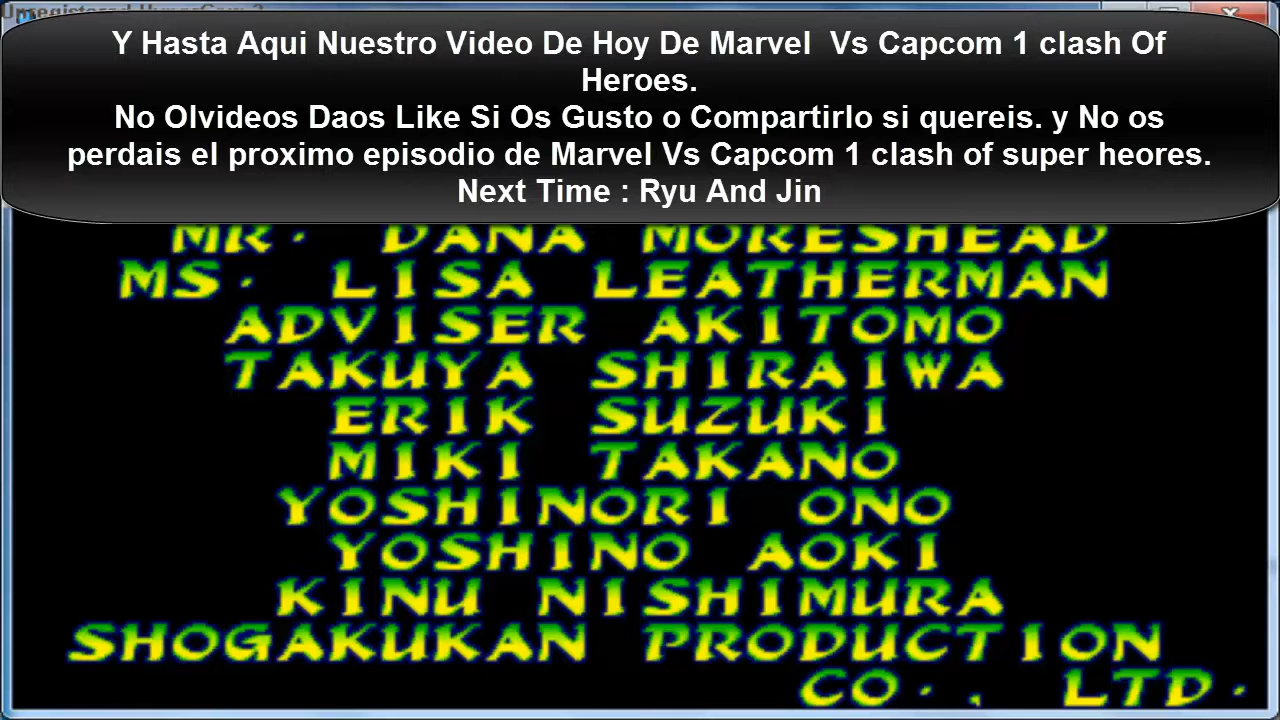 Unregistered HyperCam 2
Y Hasta Aqui Nuestro Video De Hoy De Marvel Vs Capcom 1 clash Of
Heroes.
No Olvideos Daos Like Si Os Gusto o Compartirlo si quereis. y No os
perdais el proximo episodio de Marvel Vs Capcom 1 clash of super heores.
Next Time : Ryu And Jin
MR. DANA MORESHEAD
MS. LISA LEATHERMAN
ADVISER AKITOMO
TAKUYA SHIRAIWA
ERIK SUZUKI
MIKI TAKANO
YOSHINORI ONO
YOSHINO AOKI
KINU NISHIMURA
SHOGAKUKAN PRODUCTION
CO., LTD.